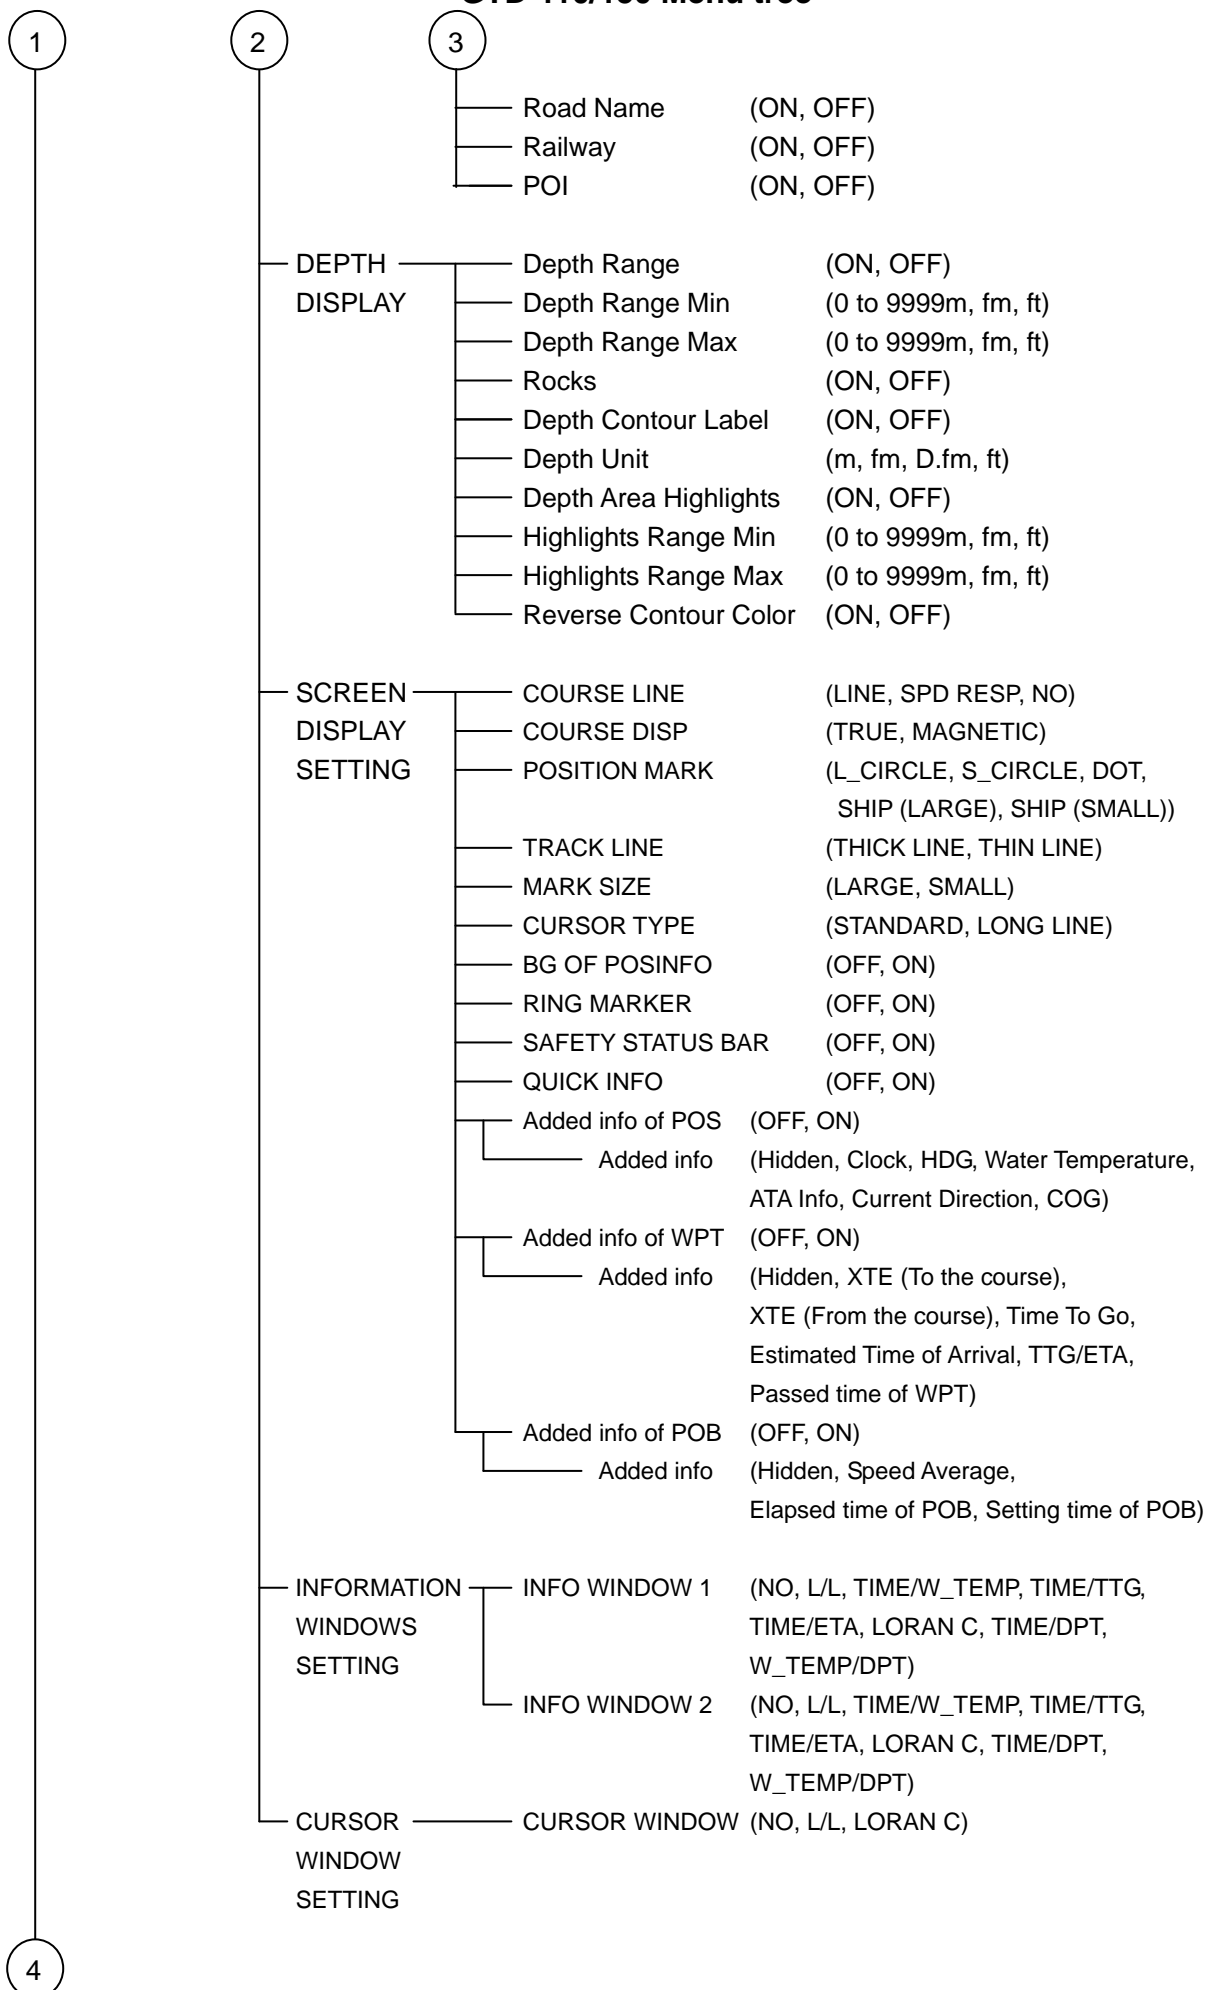 1 2 3
Road Name (ON, OFF)
Railway (ON, OFF)
POI (ON, OFF)
DEPTH Depth Range (ON, OFF)
DISPLAY Depth Range Min (0 to 9999m, fm, ft)
Depth Range Max (0 to 9999m, fm, ft)
Rocks (ON, OFF)
Depth Contour Label (ON, OFF)
Depth Unit (m, fm, D.fm, ft)
Depth Area Highlights (ON, OFF)
Highlights Range Min (0 to 9999m, fm, ft)
Highlights Range Max (0 to 9999m, fm, ft)
Reverse Contour Color (ON, OFF)
SCREEN COURSE LINE (LINE, SPD RESP, NO)
DISPLAY COURSE DISP (TRUE, MAGNETIC)
SETTING POSITION MARK (L_CIRCLE, S_CIRCLE, DOT,
SHIP (LARGE), SHIP (SMALL))
TRACK LINE (THICK LINE, THIN LINE)
MARK SIZE (LARGE, SMALL)
CURSOR TYPE (STANDARD, LONG LINE)
BG OF POSINFO (OFF, ON)
RING MARKER (OFF, ON)
SAFETY STATUS BAR (OFF, ON)
QUICK INFO (OFF, ON)
Added info of POS (OFF, ON)
Added info (Hidden, Clock, HDG, Water Temperature,
ATA Info, Current Direction, COG)
Added info of WPT (OFF, ON)
Added info (Hidden, XTE (To the course),
XTE (From the course), Time To Go,
Estimated Time of Arrival, TTG/ETA,
Passed time of WPT)
Added info of POB (OFF, ON)
Added info (Hidden, Speed Average,
Elapsed time of POB, Setting time of POB)
INFORMATION INFO WINDOW 1 (NO, L/L, TIME/W_TEMP, TIME/TTG,
WINDOWS TIME/ETA, LORAN C, TIME/DPT,
SETTING W_TEMP/DPT)
INFO WINDOW 2 (NO, L/L, TIME/W_TEMP, TIME/TTG,
TIME/ETA, LORAN C, TIME/DPT,
W_TEMP/DPT)
CURSOR CURSOR WINDOW (NO, L/L, LORAN C)
WINDOW
SETTING
4